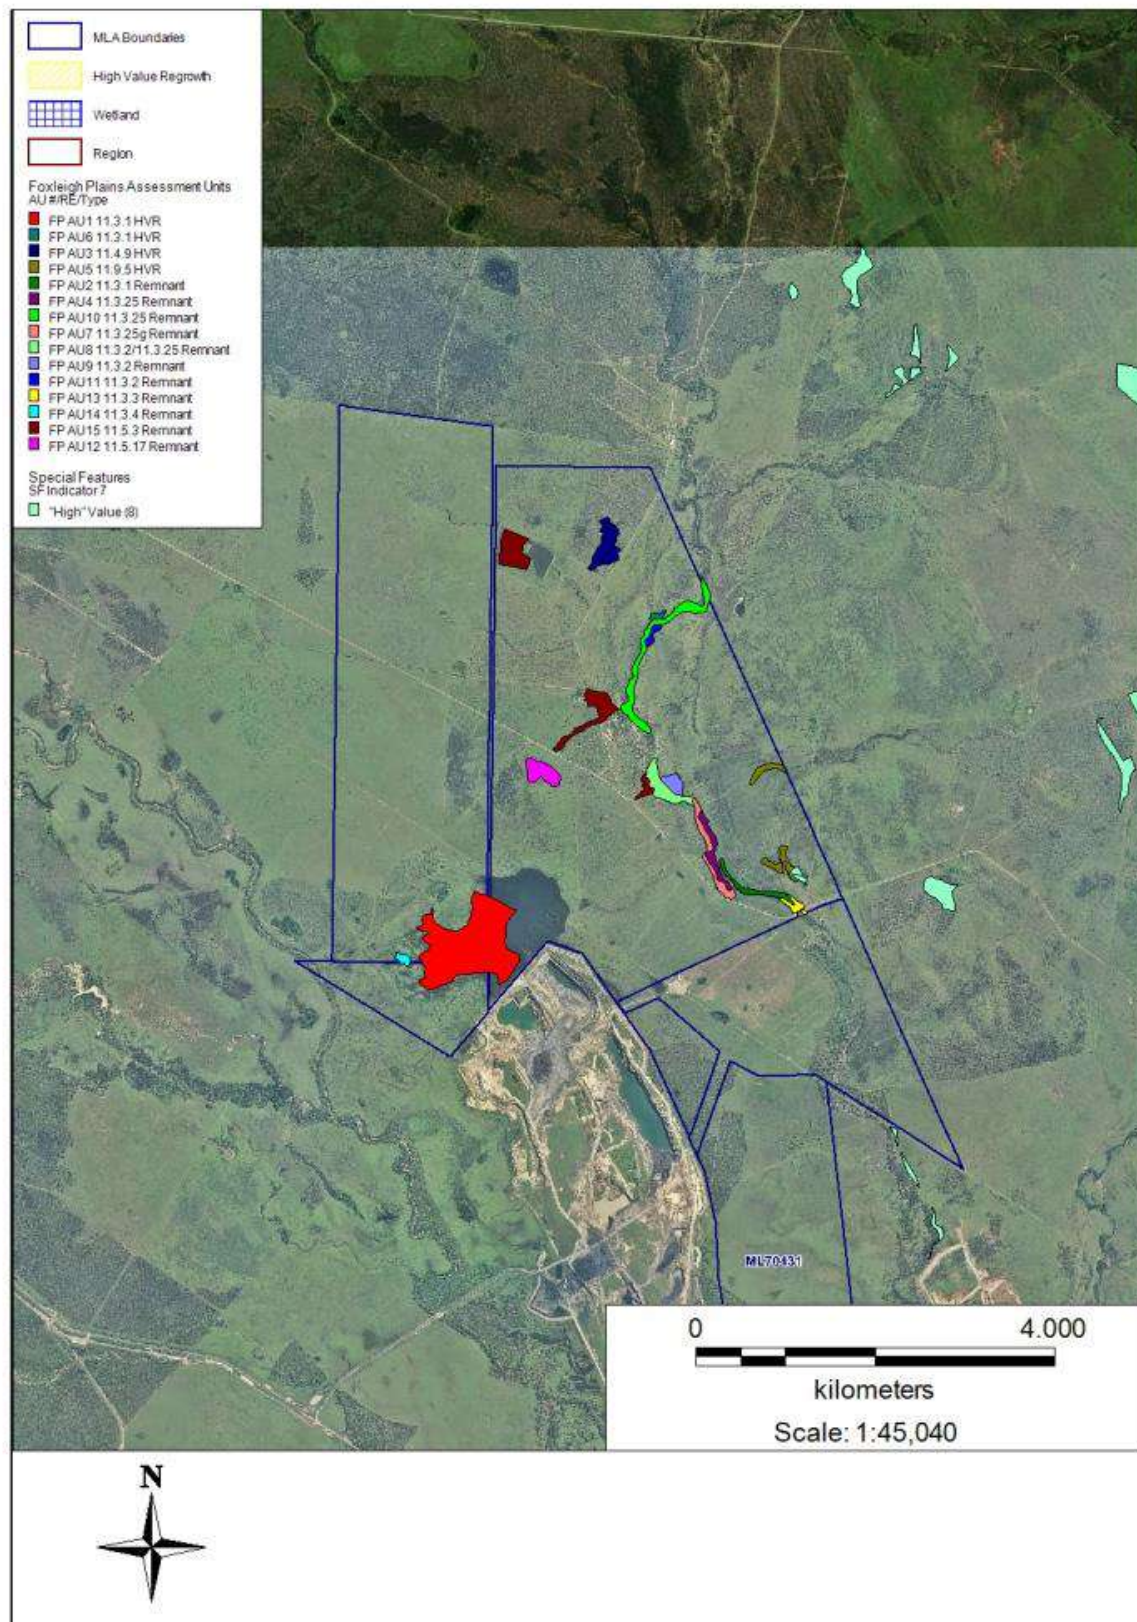 MLA Boundaries
High Value Regrowth
Wetland
Region
Foxleigh Plains Assessment Units
AU #/RE/Type
FP AU1 11.3.1 HVR
FP AU6 11.3.1 HVR
FP AU3 11.4.9 HVR
FP AU5 11.9.5 HVR
FP AU2 11.3.1 Remnant
FP AU4 11.3.25 Remnant
FP AU10 11.3.25 Remnant
FP AU7 11.3.25g Remnant
FP AU8 11.3.2/11.3.25 Remnant
FP AU9 11.3.2 Remnant
FP AU11 11.3.2 Remnant
FP AU13 11.3.3 Remnant
FP AU14 11.3.4 Remnant
FP AU15 11.5.3 Remnant
FP AU12 11.5.17 Remnant
Special Features
SF Indicator 7
"High" Value (8)
ML70431
0 4.000
kilometers
Scale: 1:45,040
N